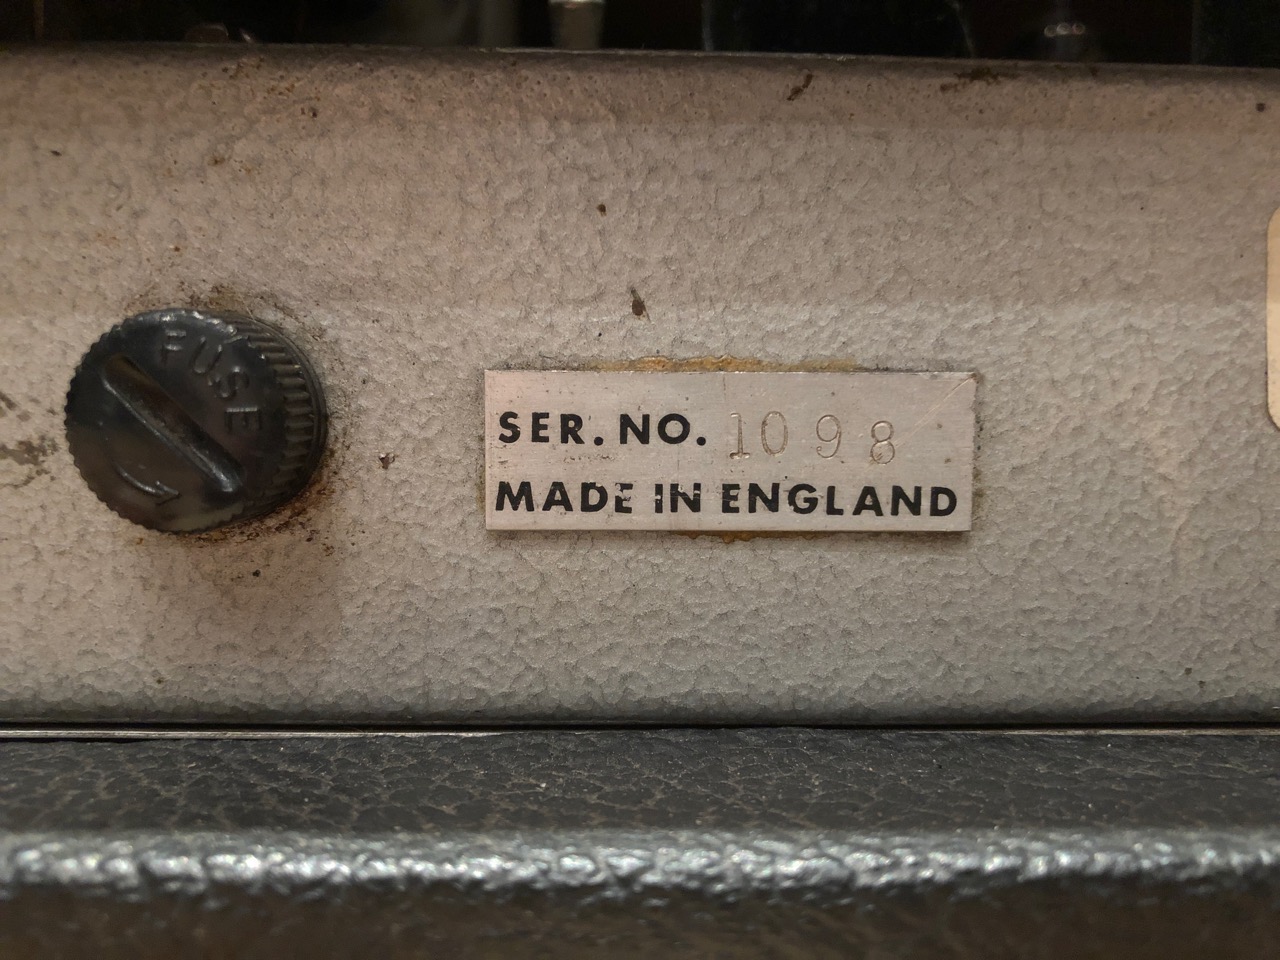 FUSE
SER. NO. 1098
MADE IN ENGLAND